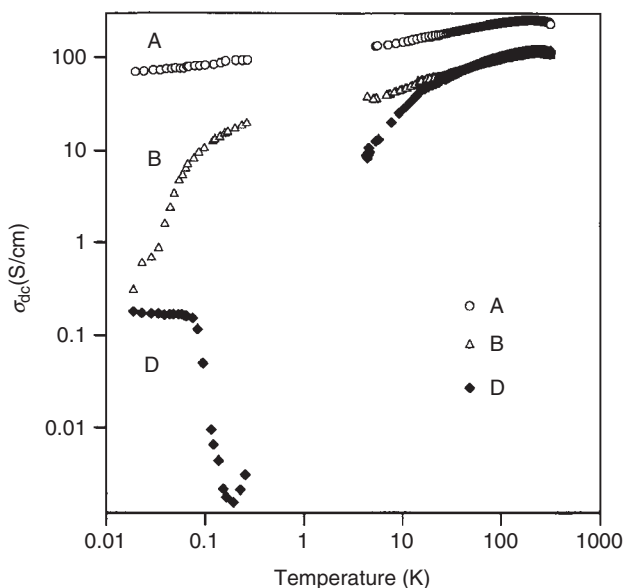 100
10
1
0.1
0.01
σdc(S/cm)
A
B
D
A
B
D
0.01 0.1 1 10 100 1000
Temperature (K)